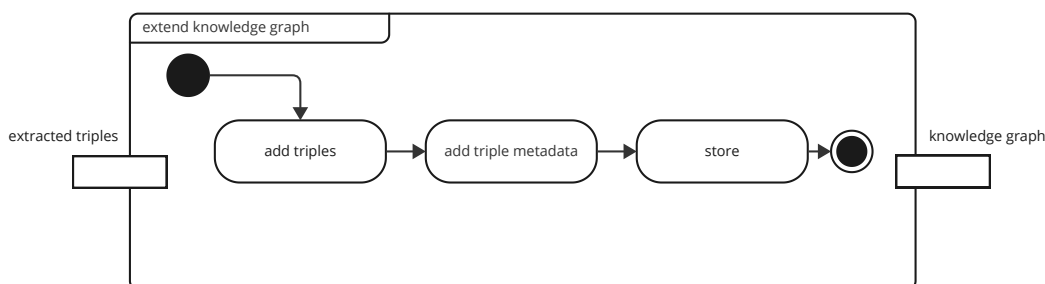 extend knowledge graph
extracted triples
knowledge graph
add triples
add triple metadata
store